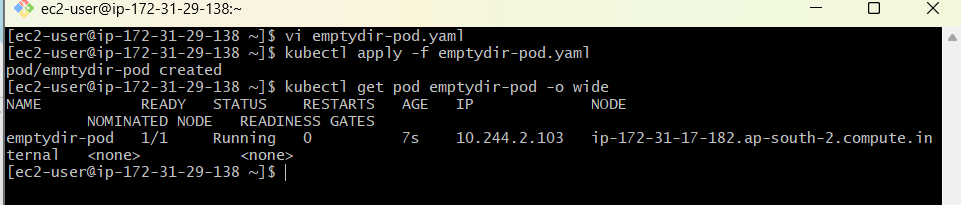 ec2-user@ip-172-31-29-138:~
[ec2-user@ip-172-31-29-138 ~]$ vi emptydir-pod.yaml
[ec2-user@ip-172-31-29-138 ~]$ kubectl apply -f emptydir-pod.yaml
pod/emptydir-pod created
[ec2-user@ip-172-31-29-138 ~]$ kubectl get pod emptydir-pod -o wide
NAME           READY   STATUS    RESTARTS   AGE   IP             NODE
         NOMINATED NODE   READINESS GATES
emptydir-pod   1/1     Running   0          7s    10.244.2.103   ip-172-31-17-182.ap-south-2.compute.in
ternal   <none>           <none>
[ec2-user@ip-172-31-29-138 ~]$